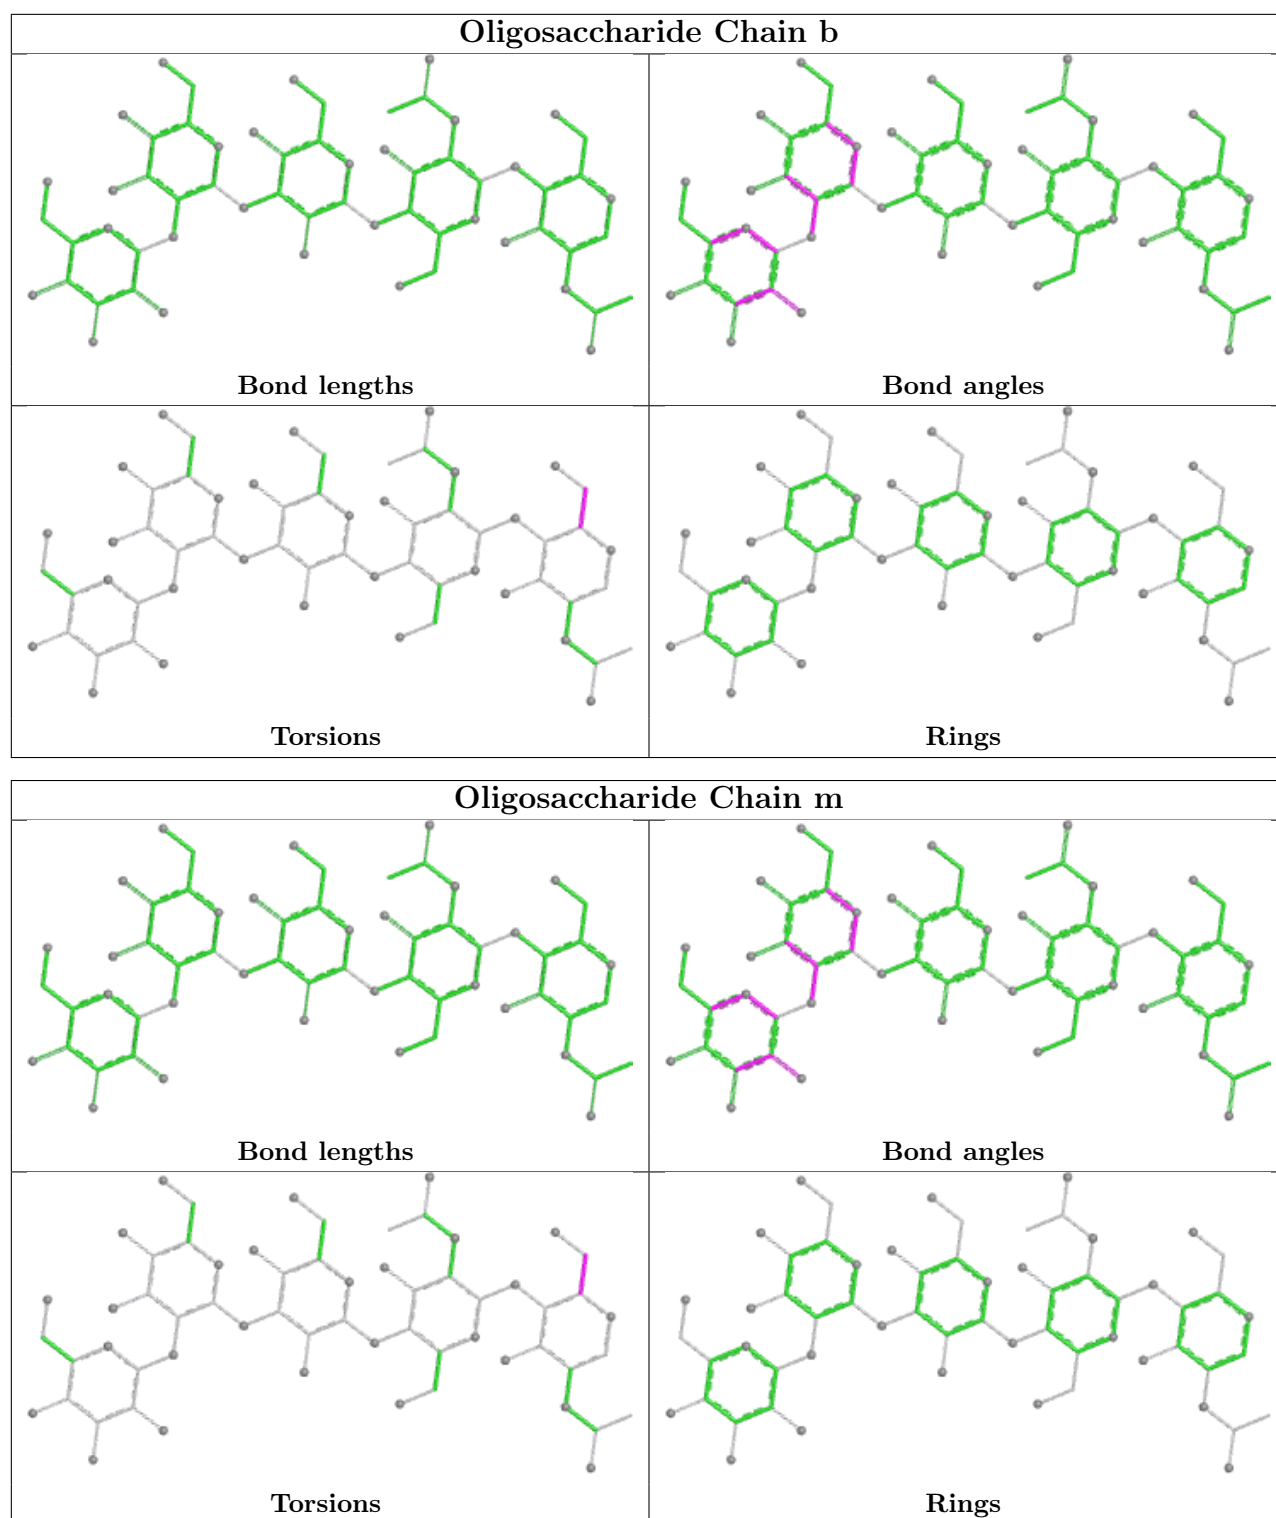 Oligosaccharide Chain b
Bond lengths
Bond angles
Torsions
Rings
Oligosaccharide Chain m
Bond lengths
Bond angles
Torsions
Rings